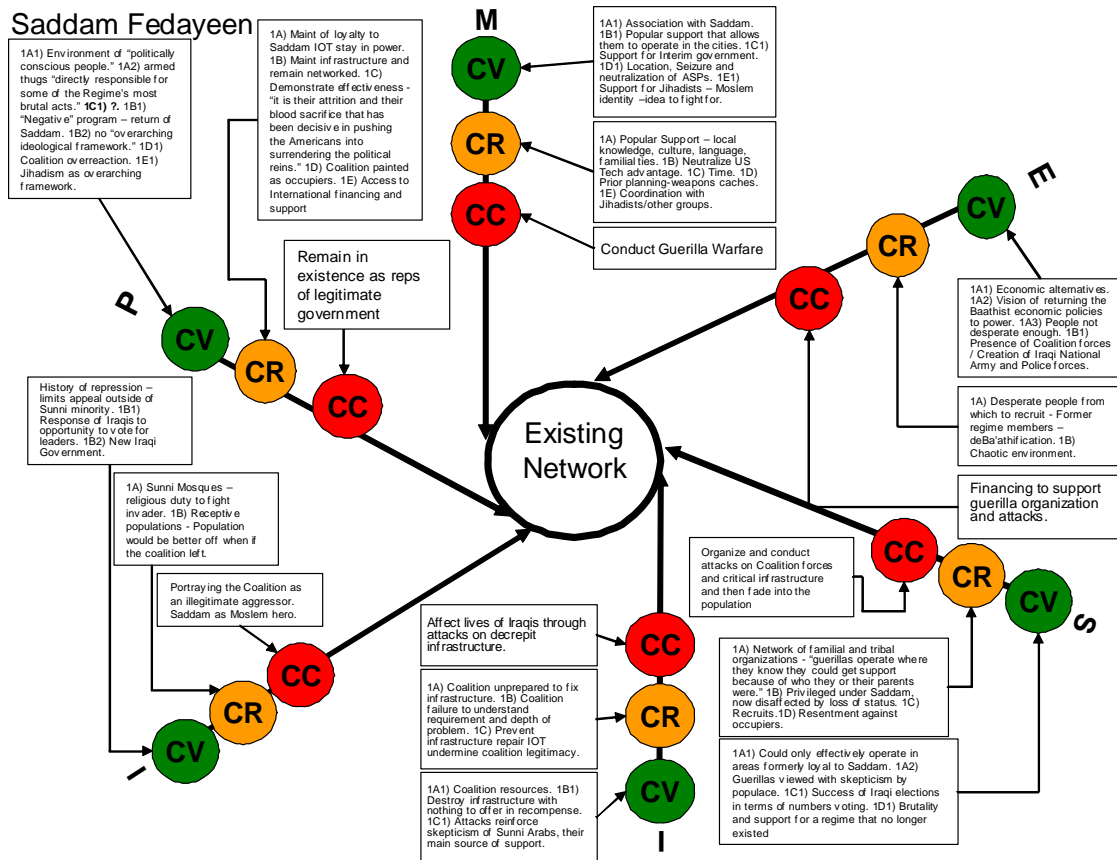 Saddam Fedayeen
1A1) Environment of “politically
conscious people.” 1A2) armed
thugs “directly responsible for
some of the Regime’s most
brutal acts.” 1C1) ?. 1B1)
“Negative” program – return of
Saddam. 1B2) no “overarching
ideological framework.” 1D1)
Coalition overreaction. 1E1)
Jihadism as overarching
framework.
1A) Maint of loyalty to
Saddam IOT stay in power.
1B) Maint infrastructure and
remain networked. 1C)
Demonstrate effectiveness -
“it is their attrition and their
blood sacrifice that has
been decisive in pushing
the Americans into
surrendering the political
reins.” 1D) Coalition painted
as occupiers. 1E) Access to
International financing and
support
Remain in
existence as reps
of legitimate
government
P
CV
CR
CC
M
CV
CR
CC
1A1) Association with Saddam.
1B1) Popular support that allows
them to operate in the cities. 1C1)
Support for Interim government.
1D1) Location, Seizure and
neutralization of ASPs. 1E1)
Support for Jihadists – Moslem
identity –idea to fight for.
1A) Popular Support – local
knowledge, culture, language,
familial ties. 1B) Neutralize US
Tech advantage. 1C) Time. 1D)
Prior planning-weapons caches.
1E) Coordination with
Jihadists/other groups.
Conduct Guerilla Warfare
E
CV
CR
CC
1A1) Economic alternatives.
1A2) Vision of returning the
Baathist economic policies
to power. 1A3) People not
desperate enough. 1B1)
Presence of Coalition forces
/ Creation of Iraqi National
Army and Police forces.
1A) Desperate people from
which to recruit - Former
regime members –
deBa’athification. 1B)
Chaotic environment.
Financing to support
guerilla organization
and attacks.
Existing
Network
History of repression –
limits appeal outside of
Sunni minority. 1B1)
Response of Iraqis to
opportunity to vote for
leaders. 1B2) New Iraqi
Government.
1A) Sunni Mosques –
religious duty to fight
invader. 1B) Receptive
populations - Population
would be better off when if
the coalition left.
Portraying the Coalition as
an illegitimate aggressor.
Saddam as Moslem hero.
CC
CR
CV
I
Affect lives of Iraqis through
attacks on decrepit
infrastructure.
1A) Coalition unprepared to fix
infrastructure. 1B) Coalition
failure to understand
requirement and depth of
problem. 1C) Prevent
infrastructure repair IOT
undermine coalition legitimacy.
1A1) Coalition resources. 1B1)
Destroy infrastructure with
nothing to offer in recompense.
1C1) Attacks reinforce
skepticism of Sunni Arabs, their
main source of support.
CC
CR
CV
I
Organize and conduct
attacks on Coalition forces
and critical infrastructure
and then fade into the
population
CC
CR
CV
S
1A) Network of familial and tribal
organizations - “guerillas operate where
they know they could get support
because of who they or their parents
were.” 1B) Privileged under Saddam,
now disaffected by loss of status. 1C)
Recruits.1D) Resentment against
occupiers.
1A1) Could only effectively operate in
areas formerly loyal to Saddam. 1A2)
Guerillas viewed with skepticism by
populace. 1C1) Success of Iraqi elections
in terms of numbers voting. 1D1) Brutality
and support for a regime that no longer
existed